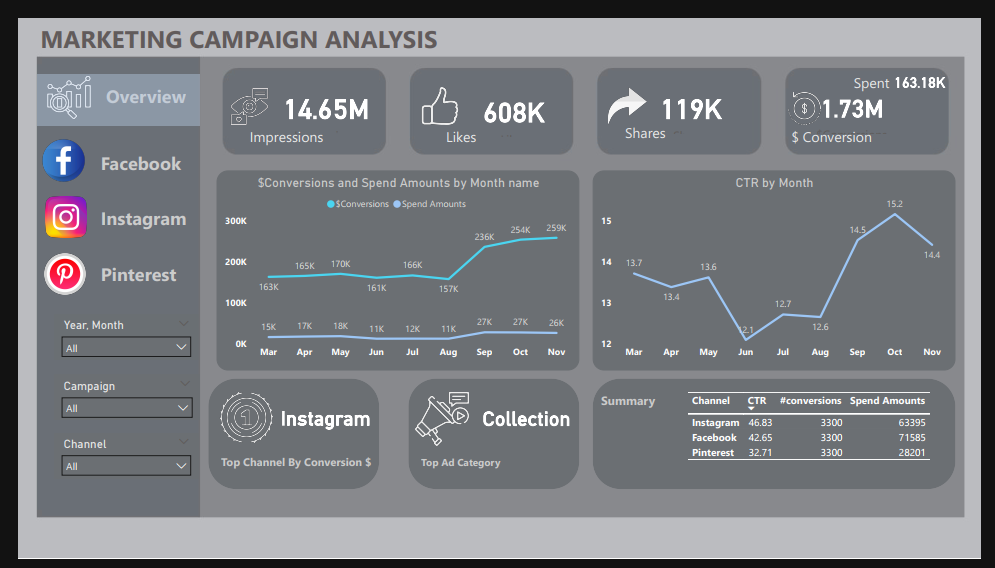 MARKETING CAMPAIGN ANALYSIS
Overview
Facebook
Instagram
Pinterest
Year, Month
All
Campaign
All
Channel
All
14.65M
Impressions
608K
Likes
119K
Shares
Spent 163.18K
1.73M
$ Conversion
$Conversions and Spend Amounts by Month name
$Conversions Spend Amounts
300K
200K
100K
0K
163K 165K 170K 161K 166K 157K 236K 254K 259K
15K 17K 18K 11K 12K 11K 27K 27K 26K
Mar Apr May Jun Jul Aug Sep Oct Nov
CTR by Month
15
14
13
12
13.7 13.4 13.6 12.1 12.7 12.6 14.5 15.2 14.4
Mar Apr May Jun Jul Aug Sep Oct Nov
1
Instagram
Top Channel By Conversion $
Collection
Top Ad Category
Summary
Channel CTR #conversions Spend Amounts
Instagram 46.83 3300 63395
Facebook 42.65 3300 71585
Pinterest 32.71 3300 28201